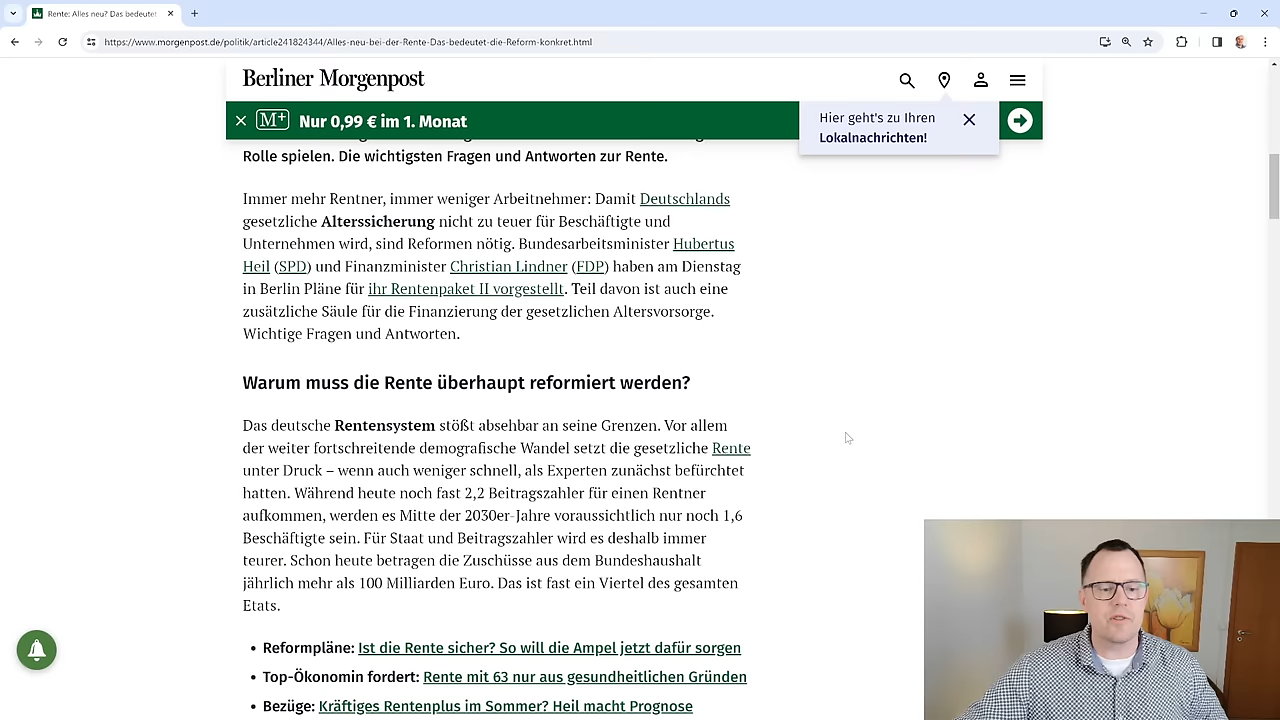 Rente: Alles neu? Das bedeutet
https://www.morgenpost.de/politik/article241824344/Alles-neu-bei-der-Rente-Das-bedeutet-die-Reform-konkret.html
Berliner Morgenpost
M+ Nur 0,99 € im 1. Monat
Hier geht's zu Ihren
Lokalnachrichten!
Rolle spielen. Die wichtigsten Fragen und Antworten zur Rente.
Immer mehr Rentner, immer weniger Arbeitnehmer: Damit Deutschlands
gesetzliche Alterssicherung nicht zu teuer für Beschäftigte und
Unternehmen wird, sind Reformen nötig. Bundesarbeitsminister Hubertus
Heil (SPD) und Finanzminister Christian Lindner (FDP) haben am Dienstag
in Berlin Pläne für ihr Rentenpaket II vorgestellt. Teil davon ist auch eine
zusätzliche Säule für die Finanzierung der gesetzlichen Altersvorsorge.
Wichtige Fragen und Antworten.
Warum muss die Rente überhaupt reformiert werden?
Das deutsche Rentensystem stößt absehbar an seine Grenzen. Vor allem
der weiter fortschreitende demografische Wandel setzt die gesetzliche Rente
unter Druck – wenn auch weniger schnell, als Experten zunächst befürchtet
hatten. Während heute noch fast 2,2 Beitragszahler für einen Rentner
aufkommen, werden es Mitte der 2030er-Jahre voraussichtlich nur noch 1,6
Beschäftigte sein. Für Staat und Beitragszahler wird es deshalb immer
teurer. Schon heute betragen die Zuschüsse aus dem Bundeshaushalt
jährlich mehr als 100 Milliarden Euro. Das ist fast ein Viertel des gesamten
Etats.
• Reformpläne: Ist die Rente sicher? So will die Ampel jetzt dafür sorgen
• Top-Ökonomin fordert: Rente mit 63 nur aus gesundheitlichen Gründen
• Bezüge: Kräftiges Rentenplus im Sommer? Heil macht Prognose